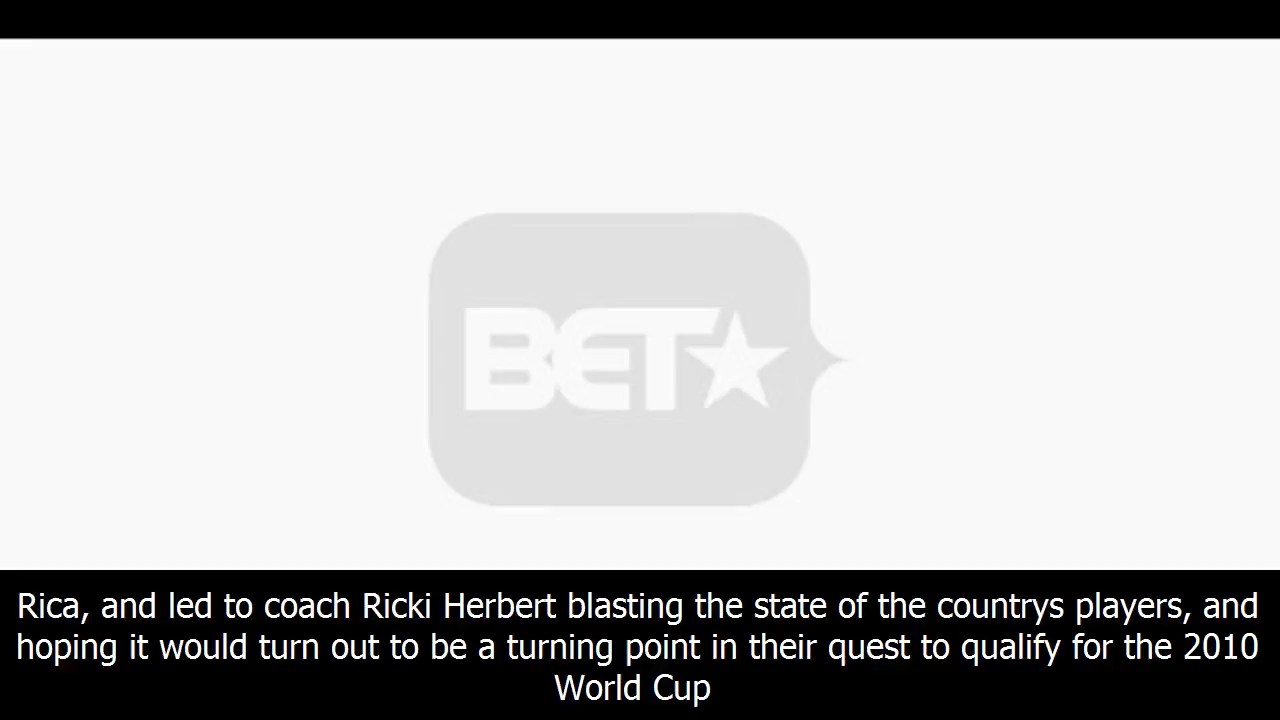 BET
Rica, and led to coach Ricki Herbert blasting the state of the countrys players, and
hoping it would turn out to be a turning point in their quest to qualify for the 2010
World Cup